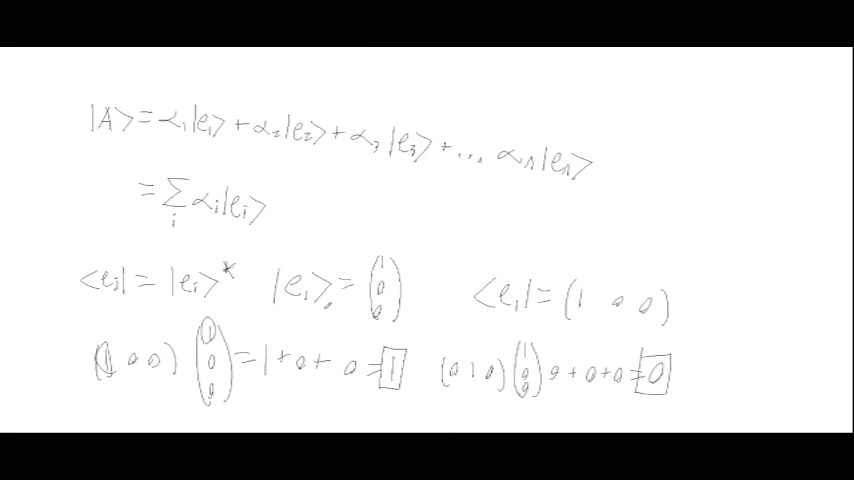 |A> = α₁|e₁> + α₂|e₂> + α₃|e₃> + ... αₙ|eₙ>
= Σᵢ αᵢ|eᵢ>
<eⱼ| = |eᵢ>* |e₁> = (1 0 0) <e₁| = (1 0 0)
(1 0 0) (1 0 0) = 1 + 0 + 0 = 1 (0 1 0) (1 0 0) 0 + 0 + 0 = 0